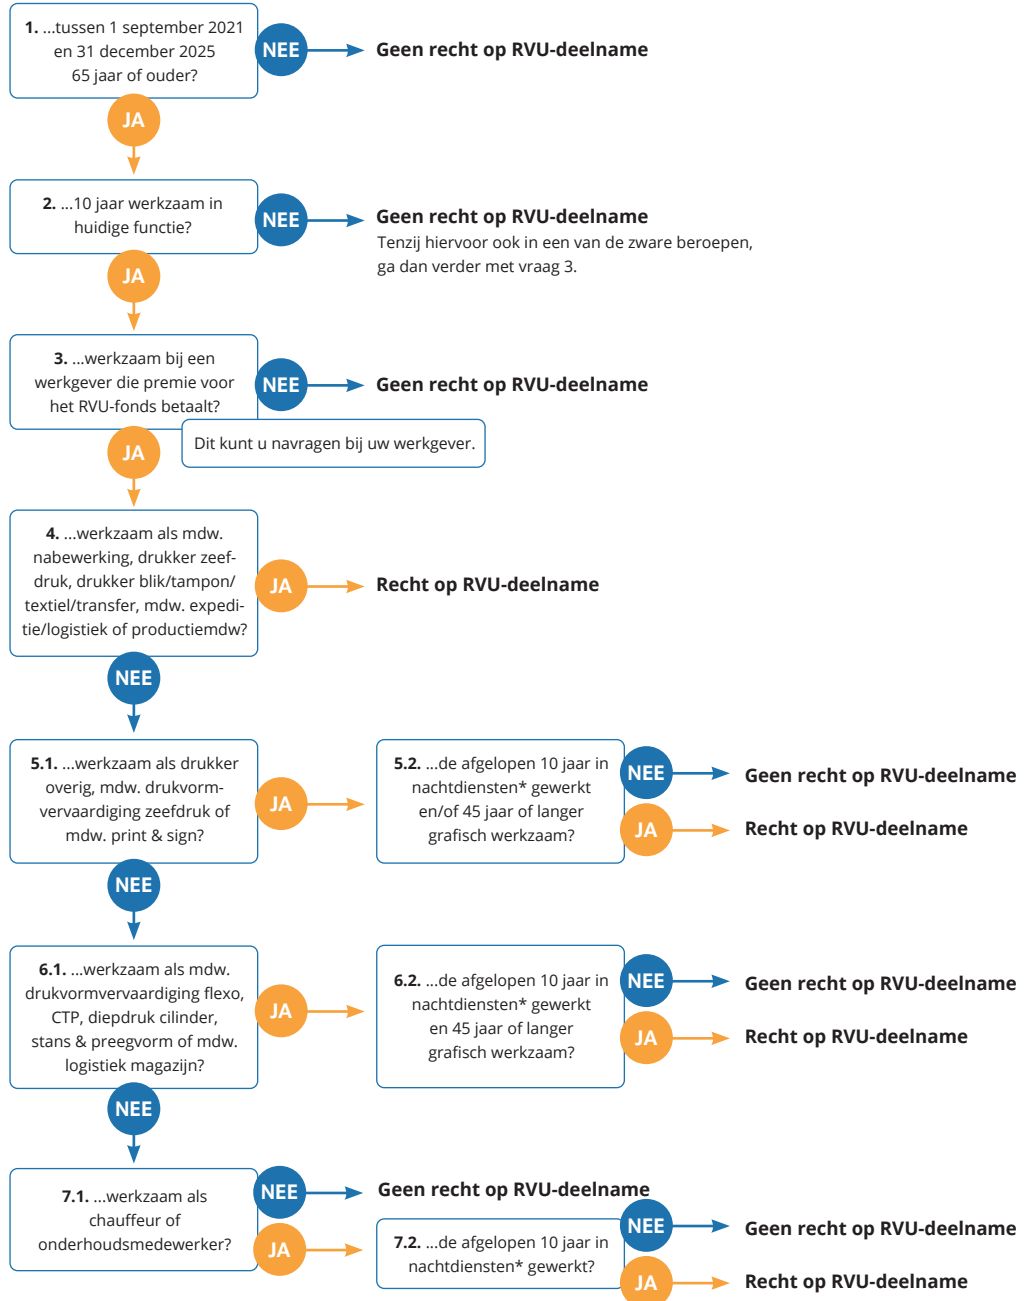 1. ...tussen 1 september 2021
en 31 december 2025
65 jaar of ouder?
NEE
Geen recht op RVU-deelname
JA
2. ...10 jaar werkzaam in
huidige functie?
NEE
Geen recht op RVU-deelname
Tenzij hiervoor ook in een van de zware beroepen,
ga dan verder met vraag 3.
JA
3. ...werkzaam bij een
werkgever die premie voor
het RVU-fonds betaalt?
NEE
Geen recht op RVU-deelname
Dit kunt u navragen bij uw werkgever.
JA
4. ...werkzaam als mdw.
nabewerking, drukker zeef-
druk, drukker blik/tampon/
textiel/transfer, mdw. expedi-
tie/logistiek of productiemdw?
JA
Recht op RVU-deelname
NEE
5.1. ...werkzaam als drukker
overig, mdw. drukvorm-
vervaardiging zeefdruk of
mdw. print & sign?
JA
5.2. ...de afgelopen 10 jaar in
nachtdiensten* gewerkt
en/of 45 jaar of langer
grafisch werkzaam?
NEE
Geen recht op RVU-deelname
JA
Recht op RVU-deelname
NEE
6.1. ...werkzaam als mdw.
drukvormvervaardiging flexo,
CTP, diepdruk cilinder,
stans & preegvorm of mdw.
logistiek magazijn?
JA
6.2. ...de afgelopen 10 jaar in
nachtdiensten* gewerkt
en 45 jaar of langer
grafisch werkzaam?
NEE
Geen recht op RVU-deelname
JA
Recht op RVU-deelname
NEE
7.1. ...werkzaam als
chauffeur of
onderhoudsmedewerker?
NEE
Geen recht op RVU-deelname
JA
7.2. ...de afgelopen 10 jaar in
nachtdiensten* gewerkt?
NEE
Geen recht op RVU-deelname
JA
Recht op RVU-deelname